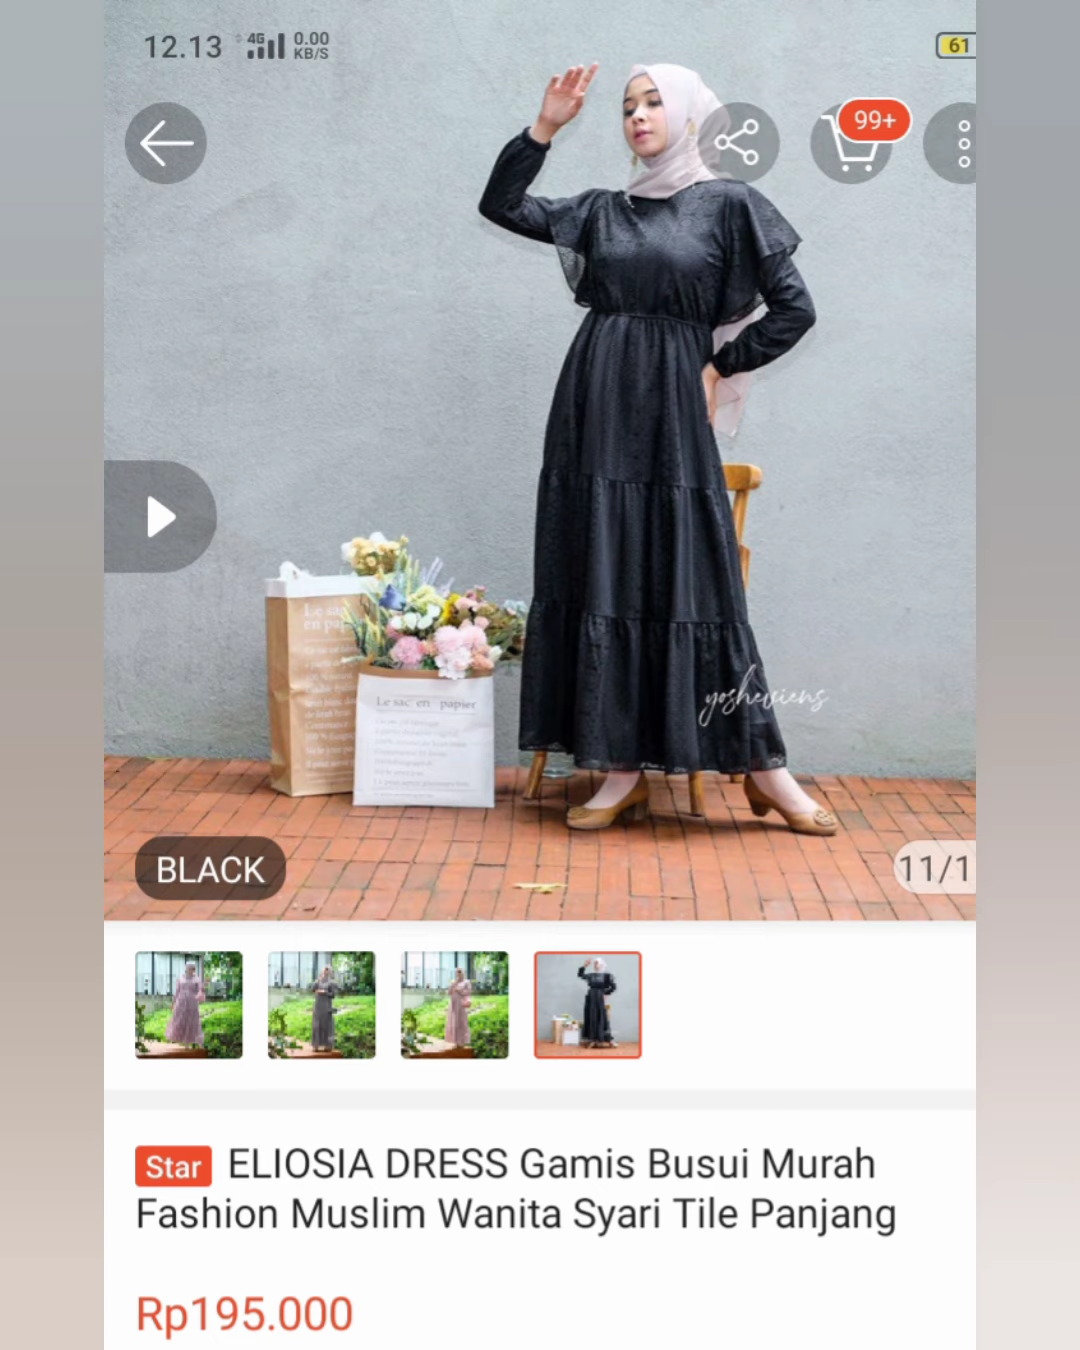 12.13 4G 0.00 KB/S 61
99+
Le sac en papier
yosheviens
BLACK
11/1
Star ELIOSIA DRESS Gamis Busui Murah
Fashion Muslim Wanita Syari Tile Panjang
Rp195.000